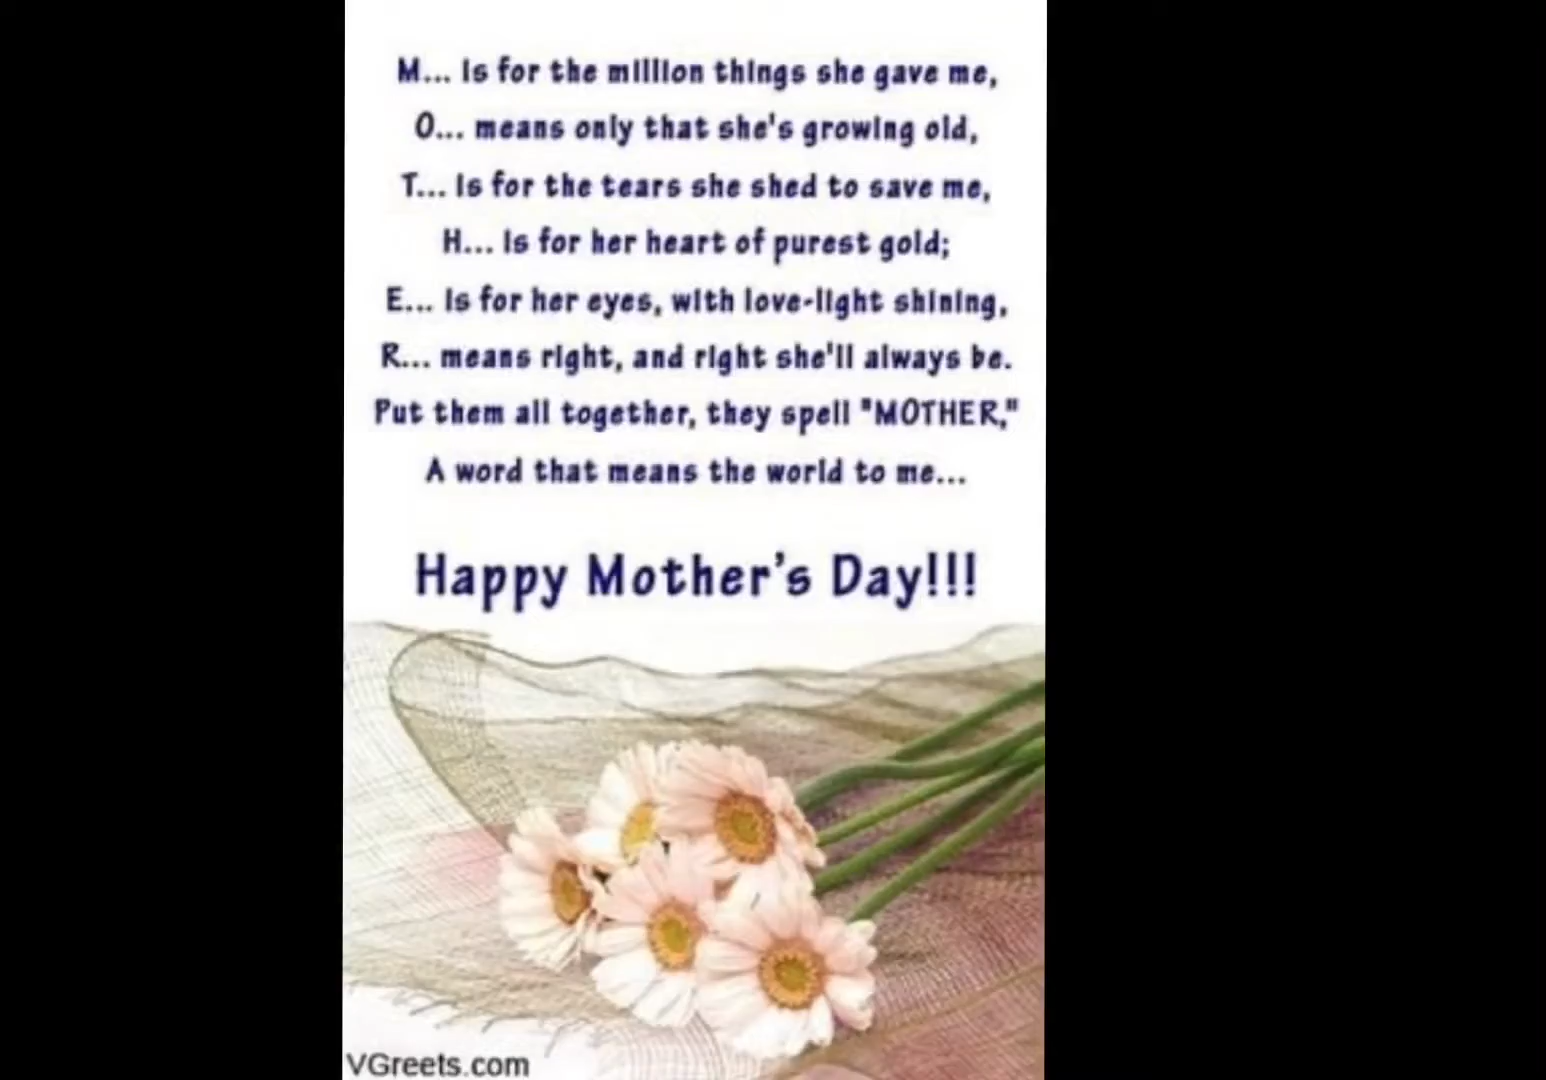 M... is for the million things she gave me,
O... means only that she's growing old,
T... is for the tears she shed to save me,
H... is for her heart of purest gold;
E... is for her eyes, with love-light shining,
R... means right, and right she'll always be.
Put them all together, they spell "MOTHER,"
A word that means the world to me...
Happy Mother's Day!!!
VGreets.com